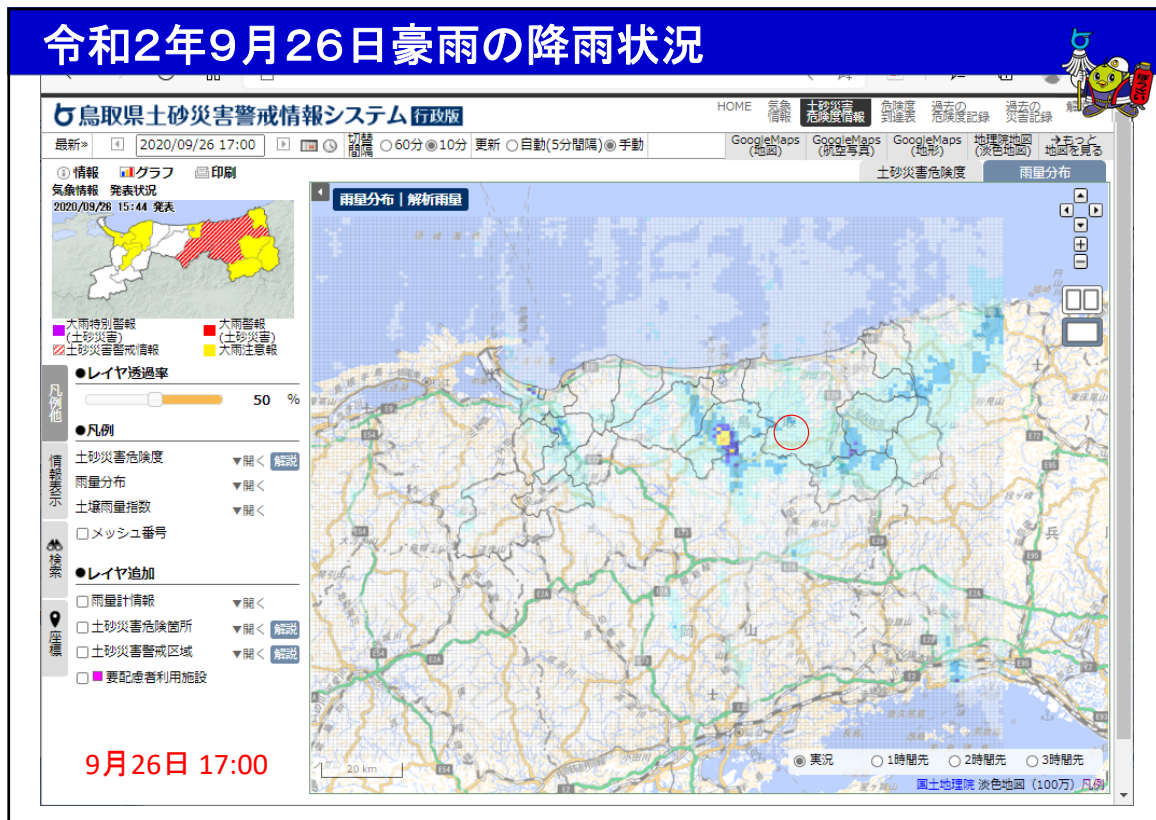 令和2年9月26日豪雨の降雨状況
鳥取県土砂災害警戒情報システム 行政版
HOME 気象情報 土砂災害危険度情報 危険度到達表 過去の危険度記録 過去の災害記録
最新» 2020/09/26 17:00 切替間隔 60分 10分 更新 自動(5分間隔) 手動
GoogleMaps(地図) GoogleMaps(航空写真) GoogleMaps(地形) 地理院地図(淡色地図) →もっと地図を見る
情報 グラフ 印刷
土砂災害危険度 雨量分布
気象情報 発表状況
2020/09/26 15:44 発表
大雨特別警報(土砂災害)
大雨警報(土砂災害)
土砂災害警戒情報
大雨注意報
凡例他
情報表示
検索
座標
●レイヤ透過率
50 %
●凡例
土砂災害危険度 ▼開く 解説
雨量分布 ▼開く
土壌雨量指数 ▼開く
メッシュ番号
●レイヤ追加
雨量計情報 ▼開く
土砂災害危険箇所 ▼開く 解説
土砂災害警戒区域 ▼開く 解説
要配慮者利用施設
9月26日 17:00
雨量分布 | 解析雨量
E54
E72
E95
E73
E29
E2A
岡
山
兵
20 km
実況 1時間先 2時間先 3時間先
国土地理院 淡色地図（100万）凡例